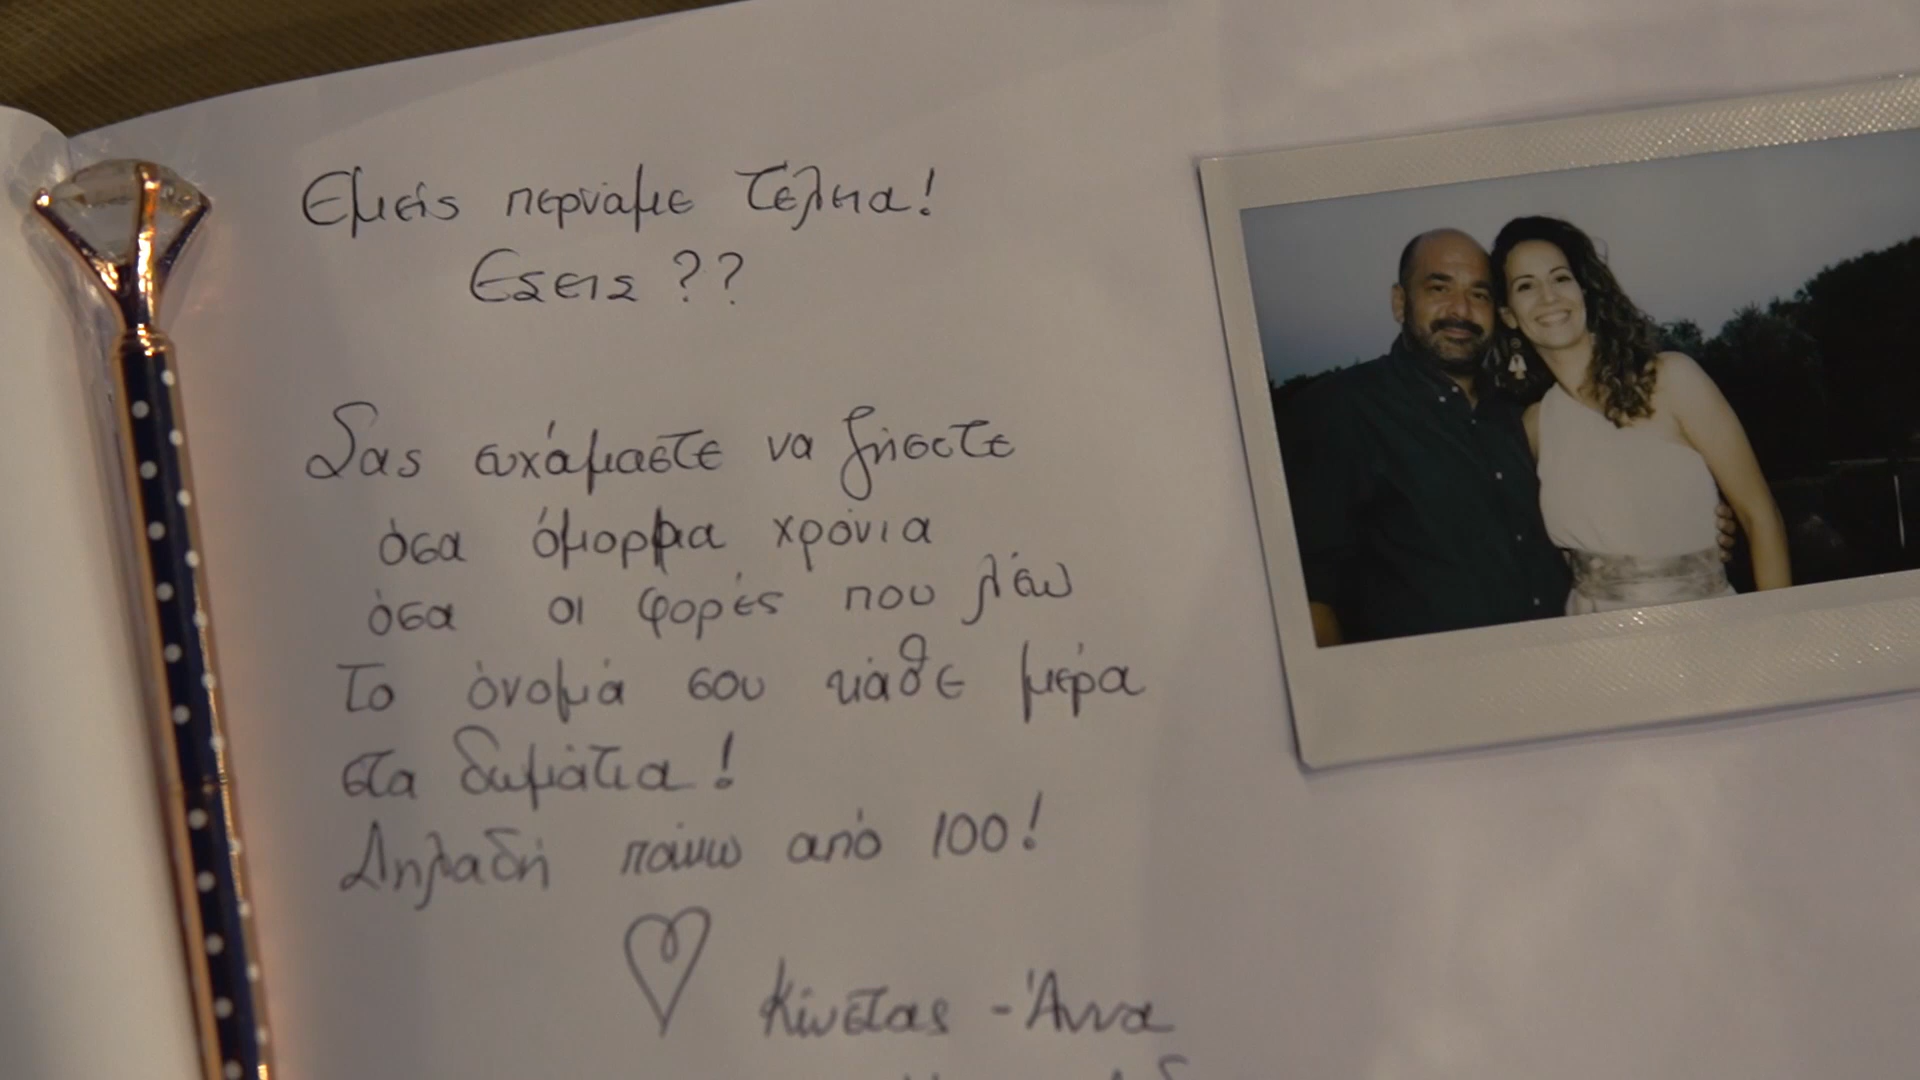 Εμείς περνάμε τέλεια!
Εσεις ??
Σας ευχόμαστε να ζήσετε
όσα όμορφα χρόνια
όσα οι φορές που λέω
το όνομά σου κάθε μέρα
στα δωμάτια!
Δηλαδή πάνω από 100!
Κώστας - Άννα